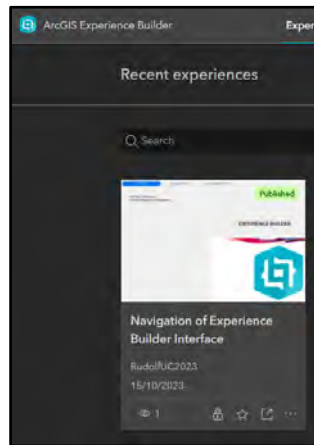 ArcGIS Experience Builder
Exper
Recent experiences
Search
Published
EXPERIENCE BUILDER
Navigation of Experience
Builder Interface
RudolfUC2023
15/10/2023
1